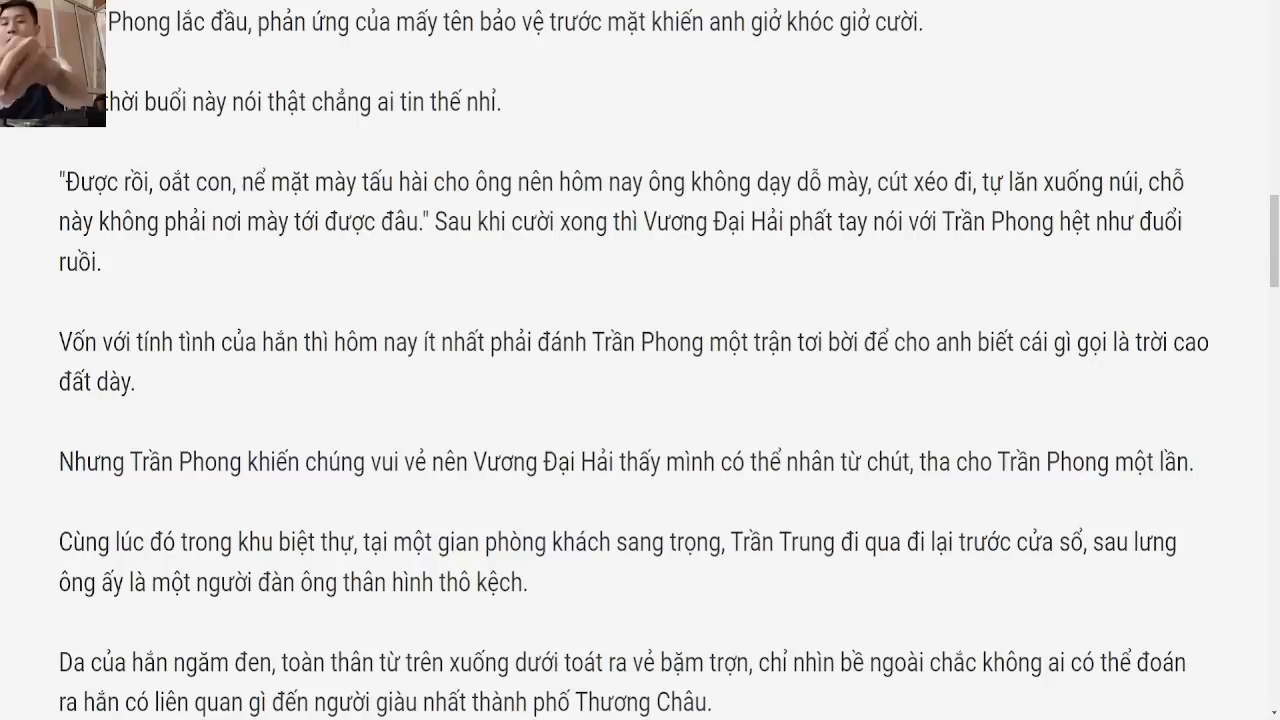 Phong lắc đầu, phản ứng của mấy tên bảo vệ trước mặt khiến anh giở khóc giở cười.
thời buổi này nói thật chẳng ai tin thế nhỉ.
"Được rồi, oắt con, nể mặt mày tấu hài cho ông nên hôm nay ông không dạy dỗ mày, cút xéo đi, tự lăn xuống núi, chỗ
này không phải nơi mày tới được đâu." Sau khi cười xong thì Vương Đại Hải phất tay nói với Trần Phong hệt như đuổi
ruồi.
Vốn với tính tình của hắn thì hôm nay ít nhất phải đánh Trần Phong một trận tơi bời để cho anh biết cái gì gọi là trời cao
đất dày.
Nhưng Trần Phong khiến chúng vui vẻ nên Vương Đại Hải thấy mình có thể nhân từ chút, tha cho Trần Phong một lần.
Cùng lúc đó trong khu biệt thự, tại một gian phòng khách sang trọng, Trần Trung đi qua đi lại trước cửa sổ, sau lưng
ông ấy là một người đàn ông thân hình thô kệch.
Da của hắn ngăm đen, toàn thân từ trên xuống dưới toát ra vẻ bặm trợn, chỉ nhìn bề ngoài chắc không ai có thể đoán
ra hắn có liên quan gì đến người giàu nhất thành phố Thương Châu.